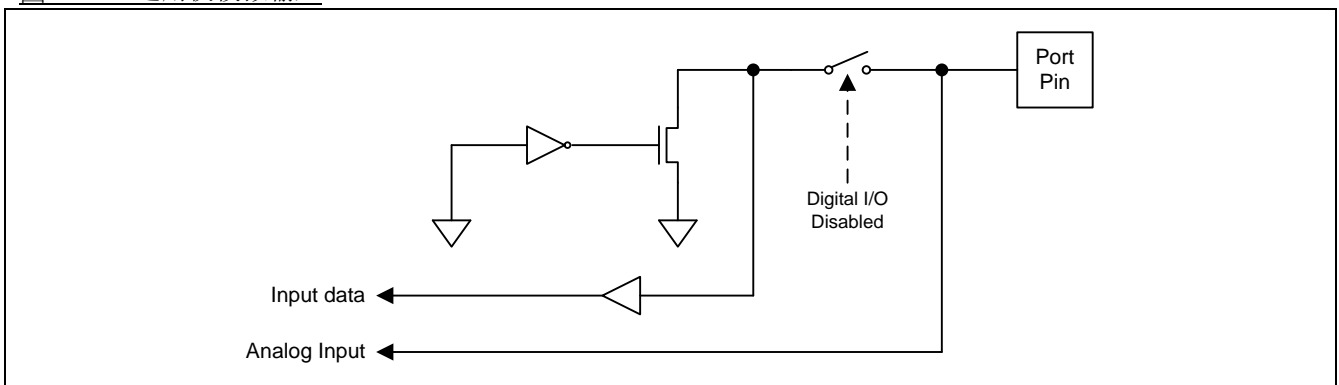 Port
Pin
Digital I/O
Disabled
Input data
Analog Input